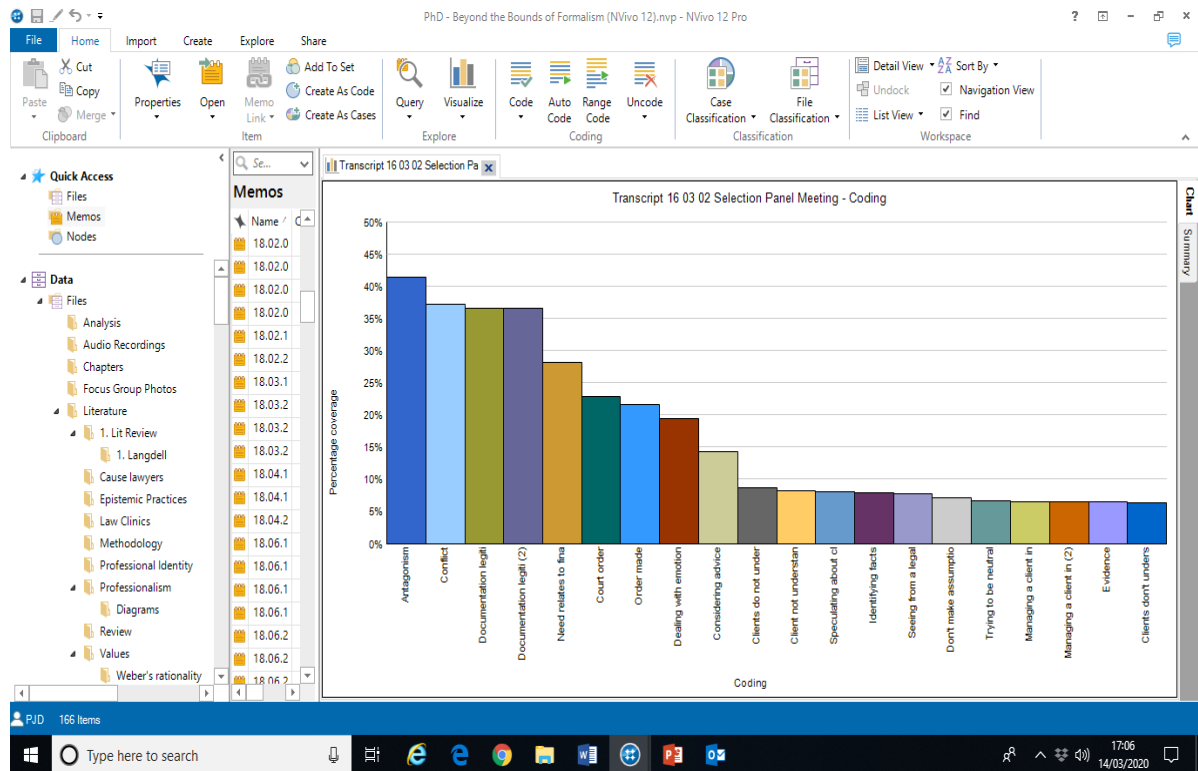 PhD - Beyond the Bounds of Formalism (NVivo 12).nvp - NVivo 12 Pro
?
File Home Import Create Explore Share
Paste
Cut
Copy
Merge
Clipboard
Properties
Open
Memo Link
Add To Set
Create As Code
Create As Cases
Item
Query
Visualize
Explore
Code
Auto Code
Range Code
Uncode
Coding
Case Classification
File Classification
Classification
Detail View
Sort By
Undock
Navigation View
List View
Find
Workspace
Quick Access
Files
Memos
Nodes
Data
Files
Analysis
Audio Recordings
Chapters
Focus Group Photos
Literature
1. Lit Review
1. Langdell
Cause lawyers
Epistemic Practices
Law Clinics
Methodology
Professional Identity
Professionalism
Diagrams
Review
Values
Weber's rationality
Se...
Memos
Name
18.02.0
18.02.0
18.02.0
18.02.0
18.02.1
18.02.2
18.03.1
18.03.2
18.03.2
18.03.2
18.04.1
18.04.1
18.04.2
18.06.1
18.06.1
18.06.1
18.06.1
18.06.2
18.06.2
18.06.2
Transcript 16 03 02 Selection Pa
Transcript 16 03 02 Selection Panel Meeting - Coding
50%
45%
40%
35%
30%
25%
20%
15%
10%
5%
0%
Percentage coverage
Antagonism
Conflict
Documentation legiti
Documentation legiti (2)
Need relates to fina
Court order
Order made
Dealing with emotion
Considering advice
Clients do not under
Client not understan
Speculating about cl
Identifying facts
Seeing from a legal
Don't make assumptio
Trying to be neutral
Managing a client in
Managing a client in (2)
Evidence
Clients don't unders
Coding
Chart
Summary
PJD 166 Items
Type here to search
17:06
14/03/2020